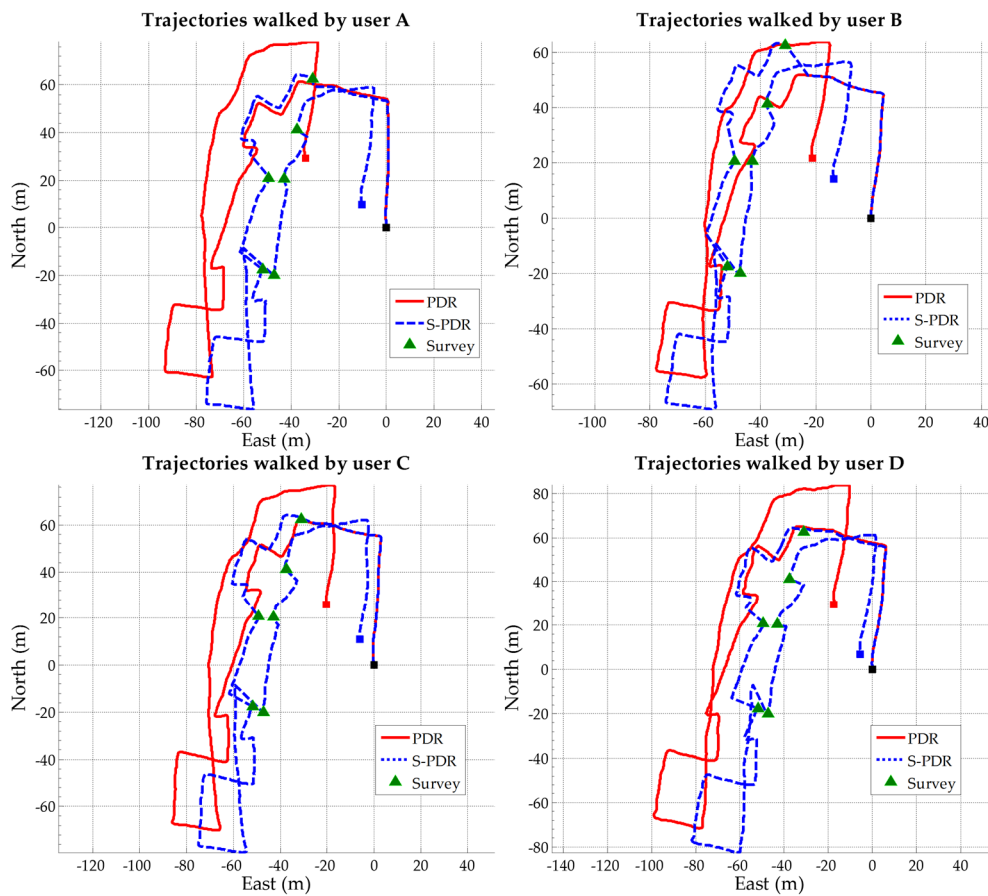 Trajectories walked by user A
North (m)
60
40
20
0
-20
-40
-60
PDR
S-PDR
Survey
-120 -100 -80 -60 -40 -20 0 20 40
East (m)
Trajectories walked by user B
North (m)
60
40
20
0
-20
-40
-60
PDR
S-PDR
Survey
-100 -80 -60 -40 -20 0 20 40
East (m)
Trajectories walked by user C
North (m)
60
40
20
0
-20
-40
-60
PDR
S-PDR
Survey
-120 -100 -80 -60 -40 -20 0 20 40
East (m)
Trajectories walked by user D
North (m)
80
60
40
20
0
-20
-40
-60
-80
PDR
S-PDR
Survey
-140 -120 -100 -80 -60 -40 -20 0 20 40
East (m)